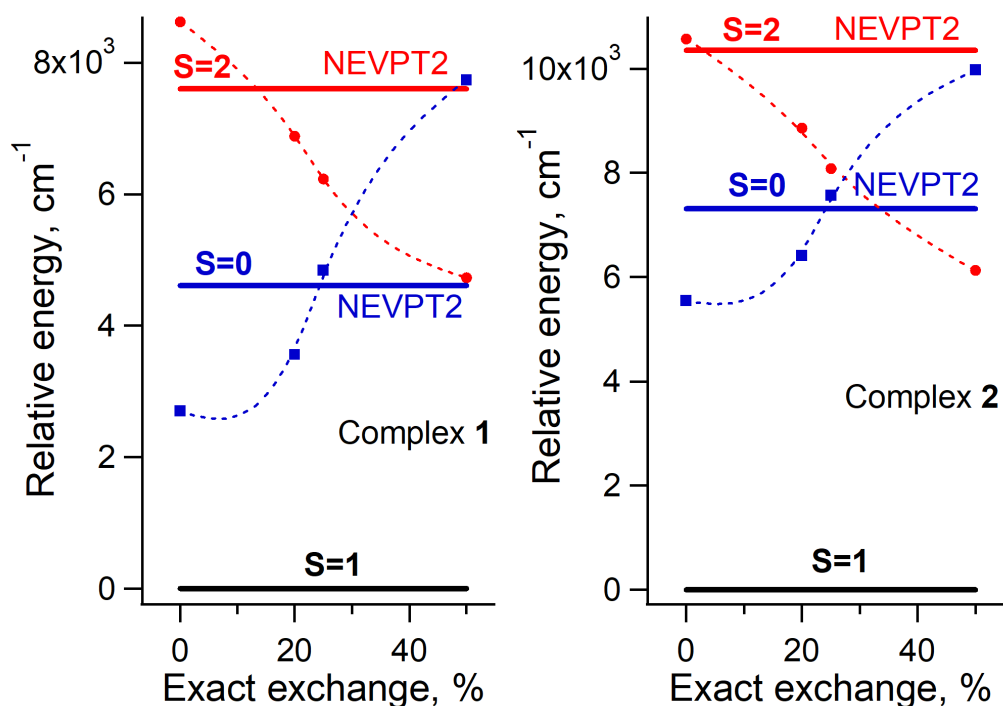 8x10³
6
4
2
0
Relative energy, cm⁻¹
S=2
NEVPT2
S=0
NEVPT2
Complex 1
S=1
0
20
40
Exact exchange, %
10x10³
8
6
4
2
0
Relative energy, cm⁻¹
S=2
NEVPT2
S=0
NEVPT2
Complex 2
S=1
0
20
40
Exact exchange, %